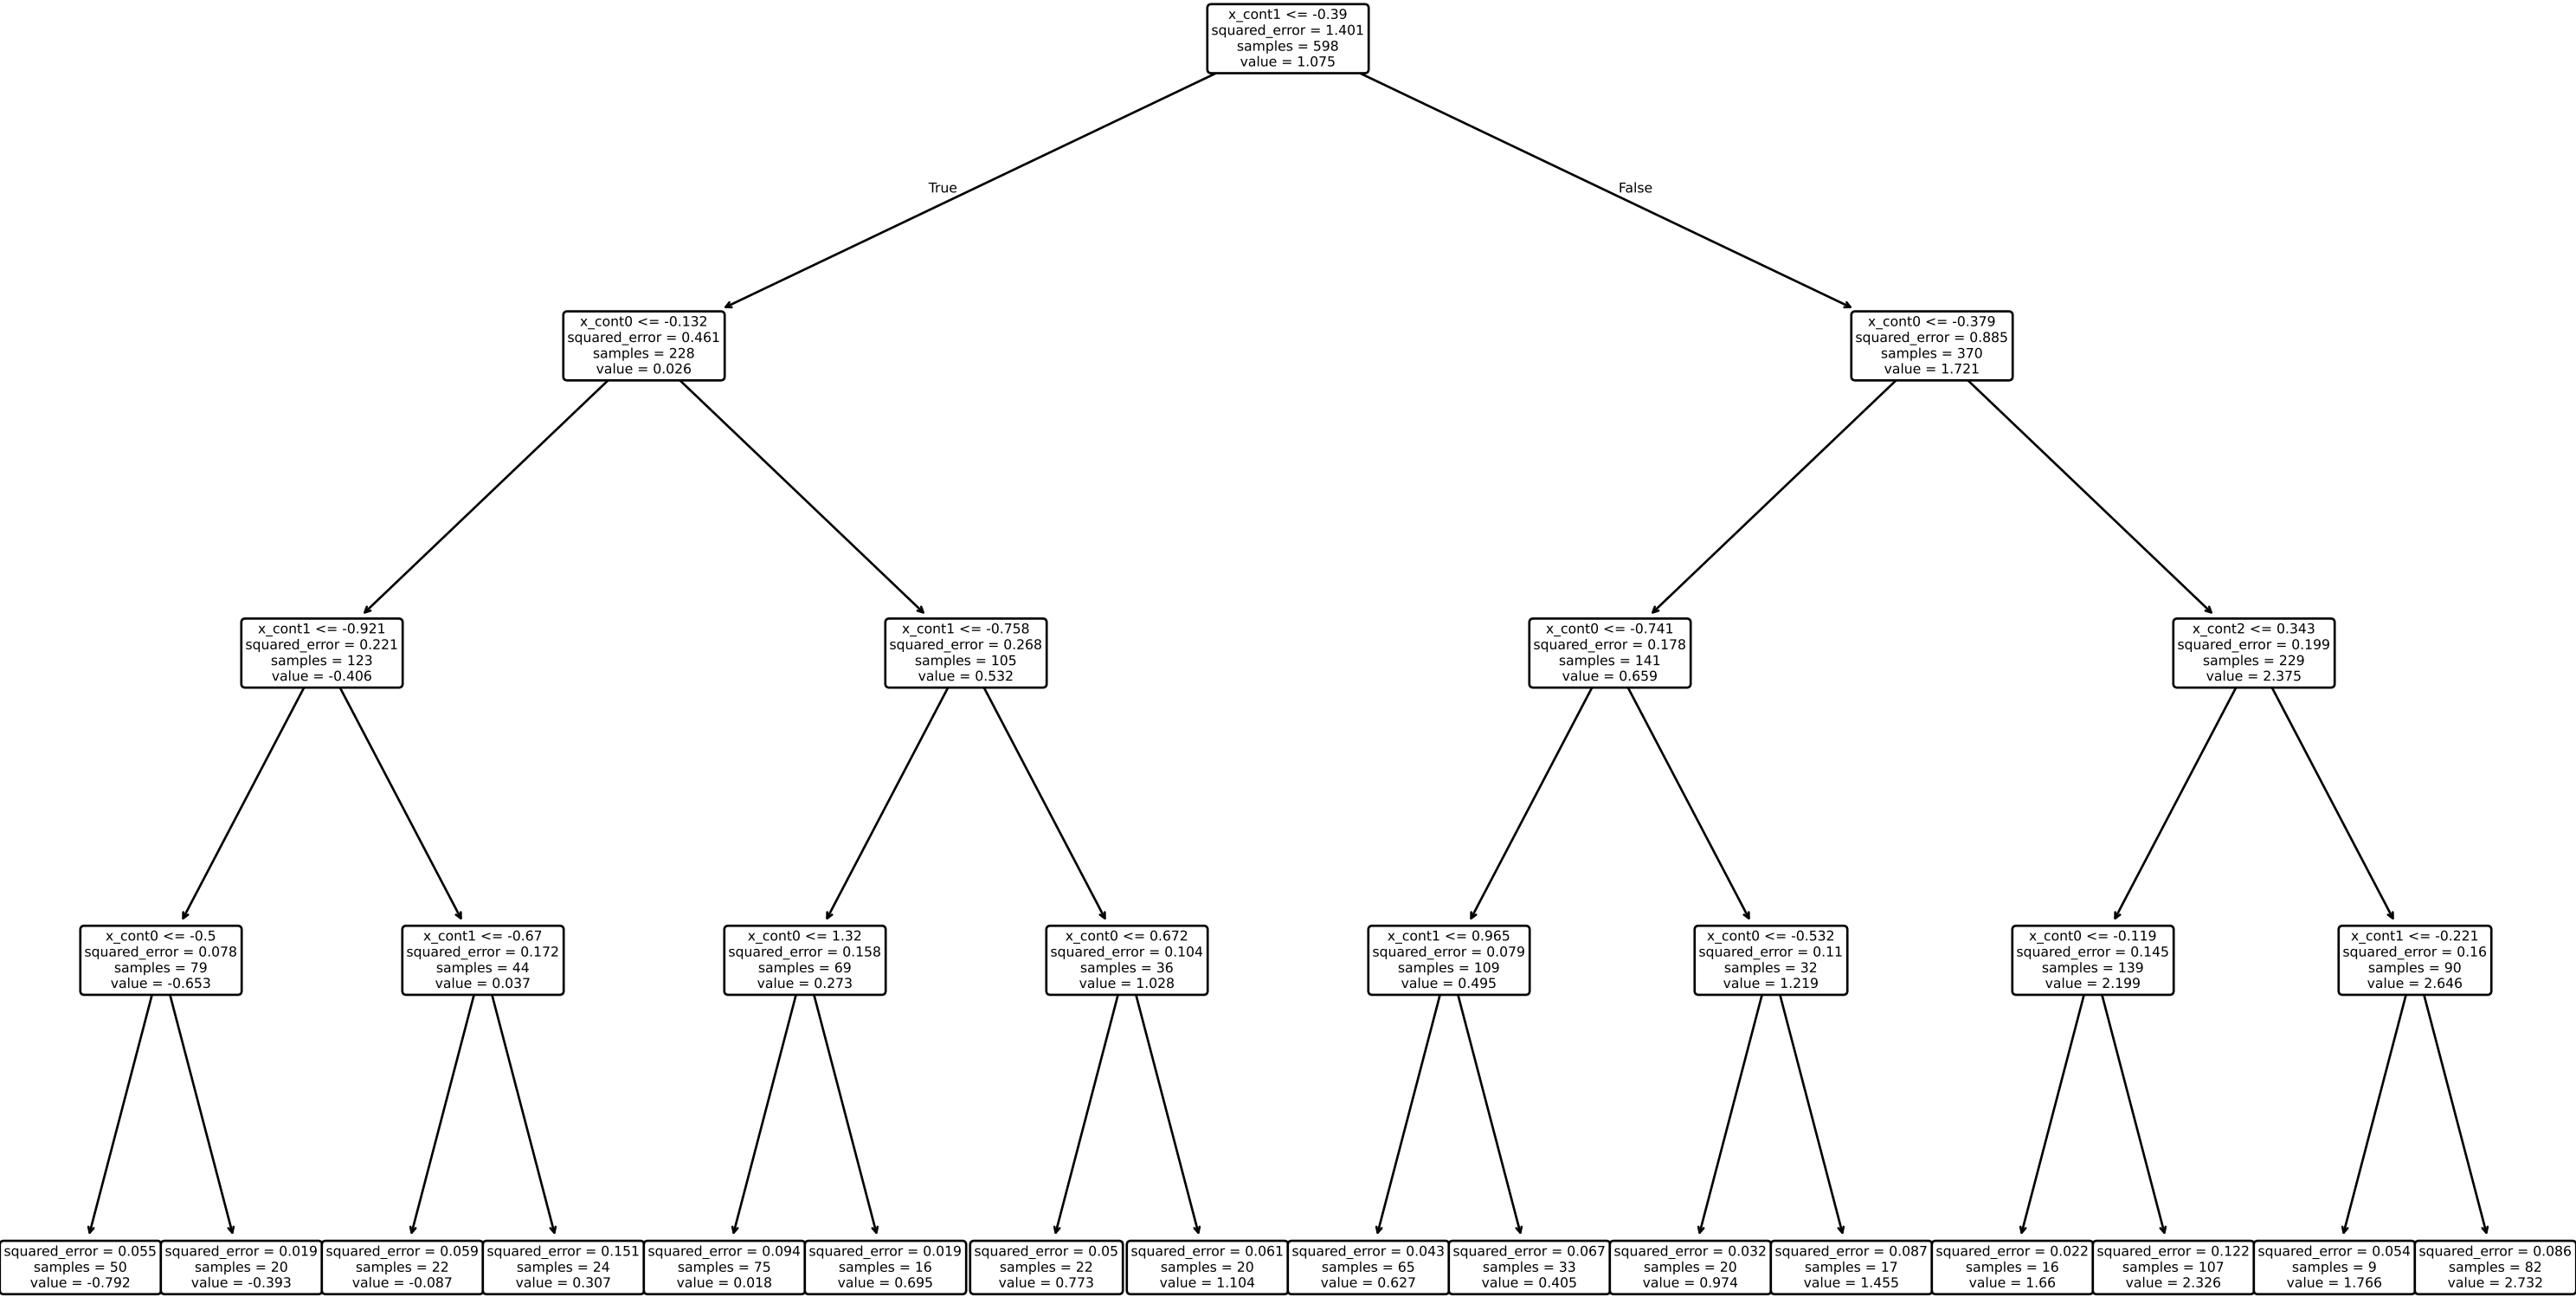 x_cont1 <= -0.39
squared_error = 1.401
samples = 598
value = 1.075
True
False
x_cont0 <= -0.132
squared_error = 0.461
samples = 228
value = 0.026
x_cont0 <= -0.379
squared_error = 0.885
samples = 370
value = 1.721
x_cont1 <= -0.921
squared_error = 0.221
samples = 123
value = -0.406
x_cont1 <= -0.758
squared_error = 0.268
samples = 105
value = 0.532
x_cont0 <= -0.741
squared_error = 0.178
samples = 141
value = 0.659
x_cont2 <= 0.343
squared_error = 0.199
samples = 229
value = 2.375
x_cont0 <= -0.5
squared_error = 0.078
samples = 79
value = -0.653
x_cont1 <= -0.67
squared_error = 0.172
samples = 44
value = 0.037
x_cont0 <= 1.32
squared_error = 0.158
samples = 69
value = 0.273
x_cont0 <= 0.672
squared_error = 0.104
samples = 36
value = 1.028
x_cont1 <= 0.965
squared_error = 0.079
samples = 109
value = 0.495
x_cont0 <= -0.532
squared_error = 0.11
samples = 32
value = 1.219
x_cont0 <= -0.119
squared_error = 0.145
samples = 139
value = 2.199
x_cont1 <= -0.221
squared_error = 0.16
samples = 90
value = 2.646
squared_error = 0.055
samples = 50
value = -0.792
squared_error = 0.019
samples = 20
value = -0.393
squared_error = 0.059
samples = 22
value = -0.087
squared_error = 0.151
samples = 24
value = 0.307
squared_error = 0.094
samples = 75
value = 0.018
squared_error = 0.019
samples = 16
value = 0.695
squared_error = 0.05
samples = 22
value = 0.773
squared_error = 0.061
samples = 20
value = 1.104
squared_error = 0.043
samples = 65
value = 0.627
squared_error = 0.067
samples = 33
value = 0.405
squared_error = 0.032
samples = 20
value = 0.974
squared_error = 0.087
samples = 17
value = 1.455
squared_error = 0.022
samples = 16
value = 1.66
squared_error = 0.122
samples = 107
value = 2.326
squared_error = 0.054
samples = 9
value = 1.766
squared_error = 0.086
samples = 82
value = 2.732